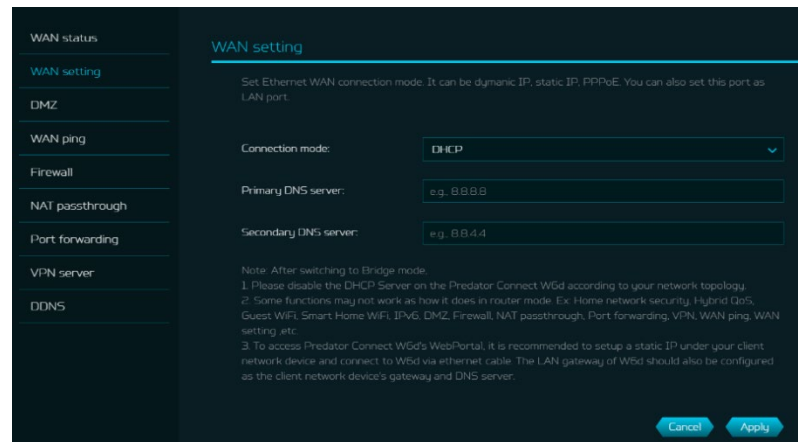 WAN status
WAN setting
DMZ
WAN ping
Firewall
NAT passthrough
Port forwarding
VPN server
DDNS
WAN setting
Set Ethernet WAN connection mode. It can be dymanic IP, static IP, PPPoE. You can also set this port as
LAN port.
Connection mode:
DHCP
Primary DNS server:
e.g., 8.8.8.8
Secondary DNS server:
e.g., 8.8.4.4
Note: After switching to Bridge mode,
1. Please disable the DHCP Server on the Predator Connect W6d according to your network topology.
2. Some functions may not work as how it does in router mode. Ex: Home network security, Hybrid QoS,
Guest WiFi, Smart Home WiFi, IPv6, DMZ, Firewall, NAT passthrough, Port forwarding, VPN, WAN ping, WAN
setting ,etc.
3. To access Predator Connect W6d's WebPortal, it is recommended to setup a static IP under your client
network device and connect to W6d via ethernet cable. The LAN gateway of W6d should also be configured
as the client network device's gateway and DNS server.
Cancel
Apply